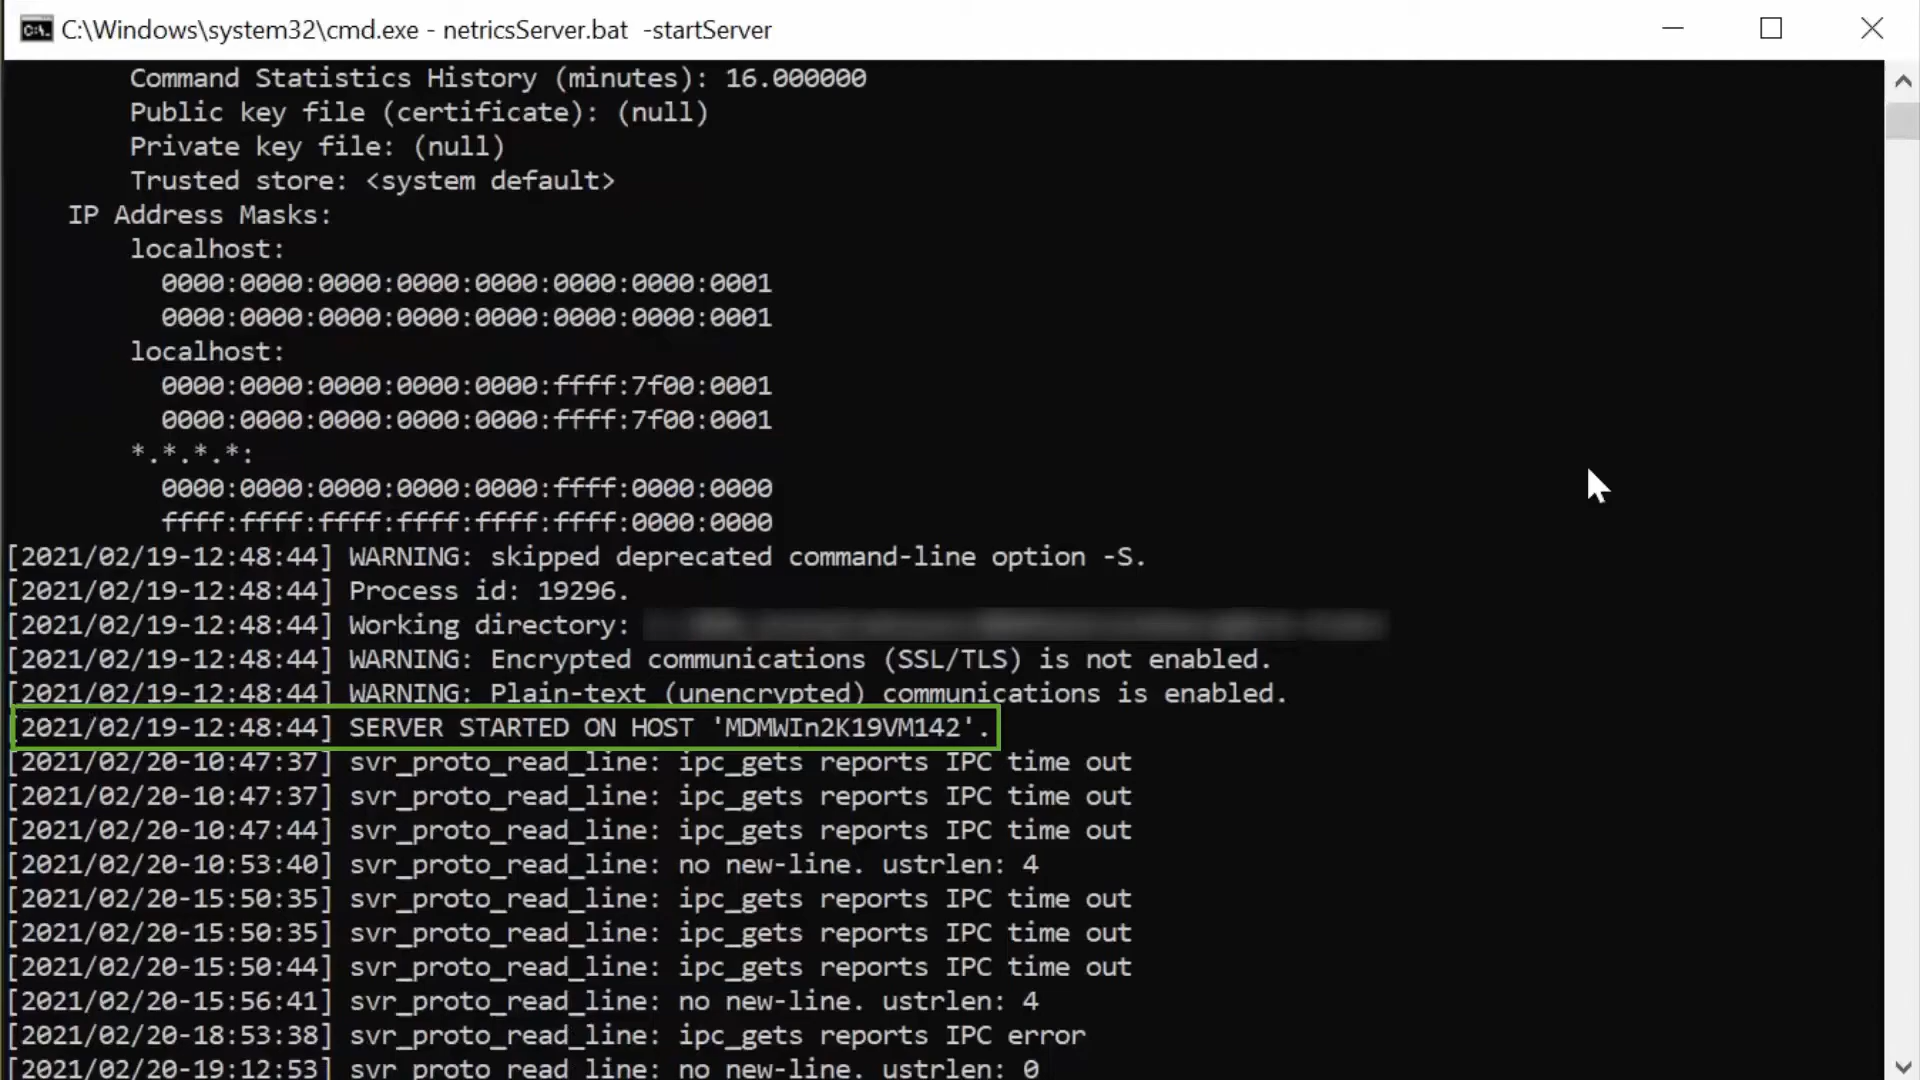 C:\Windows\system32\cmd.exe - netricsServer.bat -startServer
Command Statistics History (minutes): 16.000000
Public key file (certificate): (null)
Private key file: (null)
Trusted store: <system default>
IP Address Masks:
localhost:
0000:0000:0000:0000:0000:0000:0000:0001
0000:0000:0000:0000:0000:0000:0000:0001
localhost:
0000:0000:0000:0000:0000:ffff:7f00:0001
0000:0000:0000:0000:0000:ffff:7f00:0001
*.*.*.*:
0000:0000:0000:0000:0000:ffff:0000:0000
ffff:ffff:ffff:ffff:ffff:ffff:0000:0000
[2021/02/19-12:48:44] WARNING: skipped deprecated command-line option -S.
[2021/02/19-12:48:44] Process id: 19296.
[2021/02/19-12:48:44] Working directory:
[2021/02/19-12:48:44] WARNING: Encrypted communications (SSL/TLS) is not enabled.
[2021/02/19-12:48:44] WARNING: Plain-text (unencrypted) communications is enabled.
[2021/02/19-12:48:44] SERVER STARTED ON HOST 'MDMWIn2K19VM142'.
[2021/02/20-10:47:37] svr_proto_read_line: ipc_gets reports IPC time out
[2021/02/20-10:47:37] svr_proto_read_line: ipc_gets reports IPC time out
[2021/02/20-10:47:44] svr_proto_read_line: ipc_gets reports IPC time out
[2021/02/20-10:53:40] svr_proto_read_line: no new-line. ustrlen: 4
[2021/02/20-15:50:35] svr_proto_read_line: ipc_gets reports IPC time out
[2021/02/20-15:50:35] svr_proto_read_line: ipc_gets reports IPC time out
[2021/02/20-15:50:44] svr_proto_read_line: ipc_gets reports IPC time out
[2021/02/20-15:56:41] svr_proto_read_line: no new-line. ustrlen: 4
[2021/02/20-18:53:38] svr_proto_read_line: ipc_gets reports IPC error
[2021/02/20-19:12:53] svr_proto_read_line: no new-line. ustrlen: 0